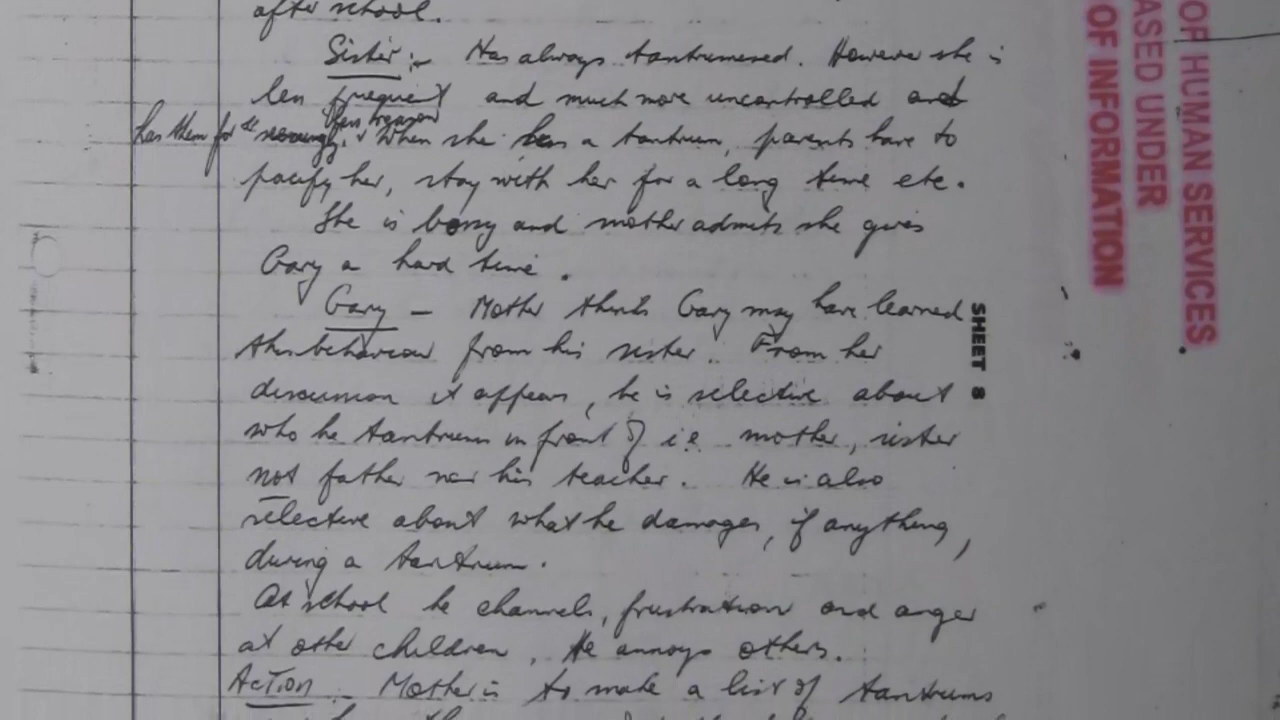 after school.
Sister :- Has always tantrumed. However she is
less frequent and much more uncontrolled and
has them for less reason. When she has a tantrum, parents have to
pacify her, stay with her for a long time etc.
She is bossy and mother admits she gives
Gary a hard time.
Gary - Mother thinks Gary may have learned
this behaviour from his sister. From her
discussion it appears, he is selective about
who he tantrums in front of i.e mother, sister
not father nor his teacher. He is also
selective about what he damages, if anything,
during a tantrum.
At school he channels, frustration and anger
at other children. He annoys others.
Action - Mother is to make a list of tantrums
SHEET 8
OF HUMAN SERVICES
ASED UNDER
OF INFORMATION